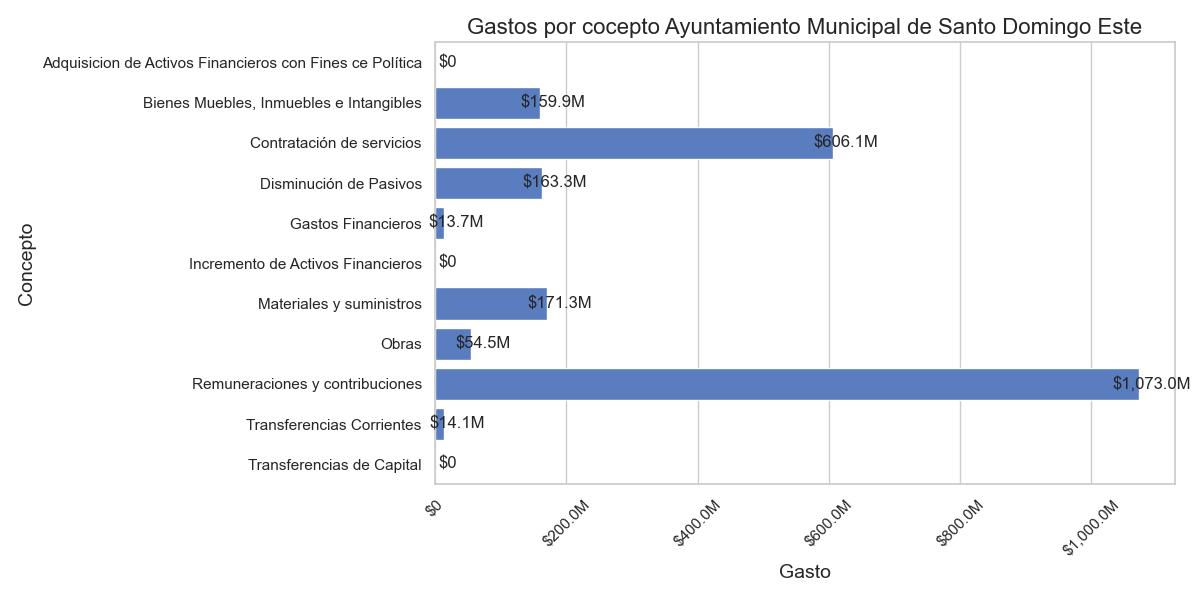 Gastos por cocepto Ayuntamiento Municipal de Santo Domingo Este
Concepto
Adquisicion de Activos Financieros con Fines ce Política $0
Bienes Muebles, Inmuebles e Intangibles $159.9M
Contratación de servicios $606.1M
Disminución de Pasivos $163.3M
Gastos Financieros $13.7M
Incremento de Activos Financieros $0
Materiales y suministros $171.3M
Obras $54.5M
Remuneraciones y contribuciones $1,073.0M
Transferencias Corrientes $14.1M
Transferencias de Capital $0
$0 $200.0M $400.0M $600.0M $800.0M $1,000.0M
Gasto